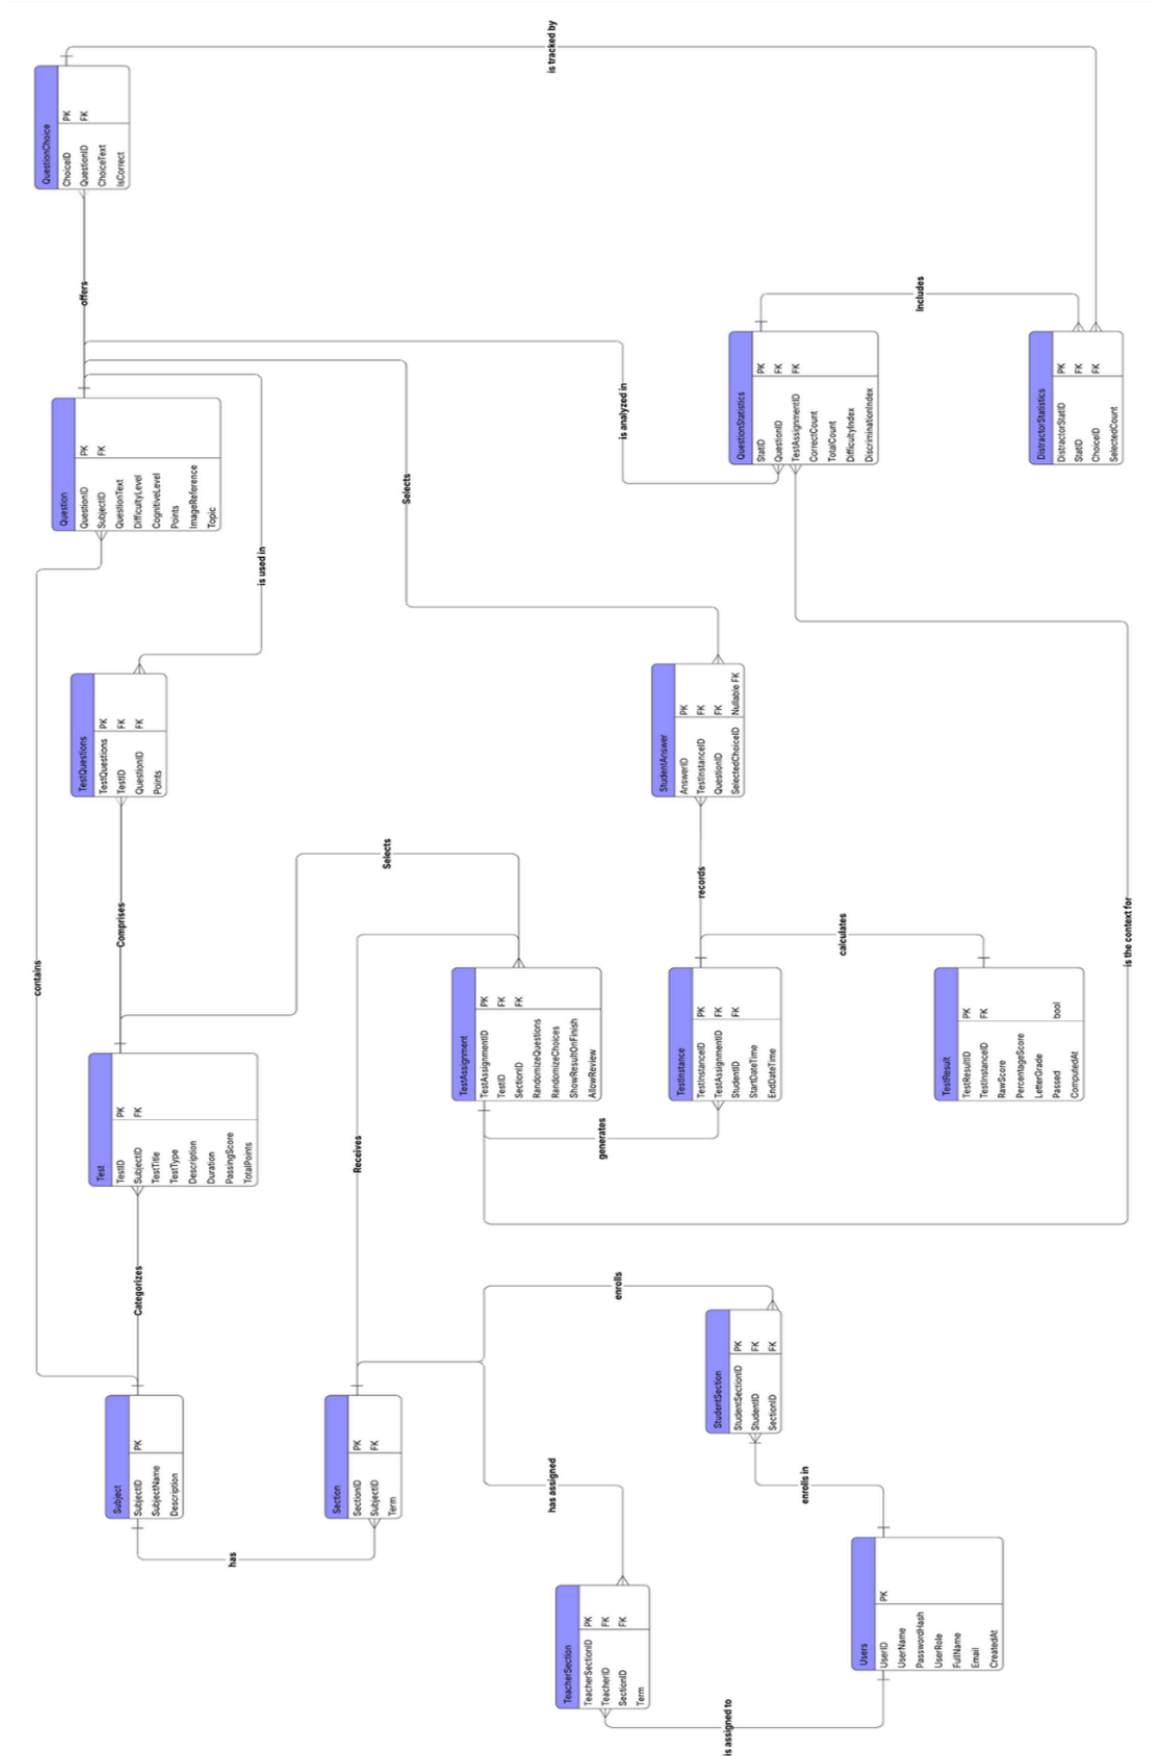 is tracked by
QuestionChoice
ChoiceID PK
QuestionID FK
ChoiceText
IsCorrect
offers
Question
QuestionID PK
SubjectID FK
QuestionText
DifficultyLevel
CognitiveLevel
Points
ImageReference
Topic
is used in
Selects
is analyzed in
QuestionStatistics
StatID PK
QuestionID FK
TestAssignmentID FK
CorrectCount
TotalCount
DifficultyIndex
DiscriminationIndex
Includes
DistractorStatistics
DistractorStatID PK
StatID FK
ChoiceID FK
SelectedCount
TestQuestions
TestQuestions PK
TestID FK
QuestionID FK
Points
StudentAnswer
AnswerID PK
TestInstanceID FK
QuestionID FK
SelectedChoiceID Nullable FK
contains
Comprises
Selects
records
calculates
is the context for
Test
TestID PK
SubjectID FK
TestTitle
TestType
Description
Duration
PassingScore
TotalPoints
TestAssignment
TestAssignmentID PK
TestID FK
SectionID FK
RandomizeQuestions
RandomizeChoices
ShowResultOnFinish
AllowReview
TestInstance
TestInstanceID PK
TestAssignmentID FK
StudentID FK
StartDateTime
EndDateTime
TestResult
TestResultID PK
TestInstanceID FK
RawScore
PercentageScore
LetterGrade
Passed bool
ComputedAt
Receives
generates
Categorizes
enrolls
Subject
SubjectID PK
SubjectName
Description
Section
SectionID PK
SubjectID FK
Term
StudentSection
StudentSectionID PK
StudentID FK
SectionID FK
has
has assigned
enrolls in
TeacherSection
TeacherSectionID PK
TeacherID FK
SectionID FK
Term
Users
UserID PK
UserName
PasswordHash
UserRole
FullName
Email
CreatedAt
is assigned to